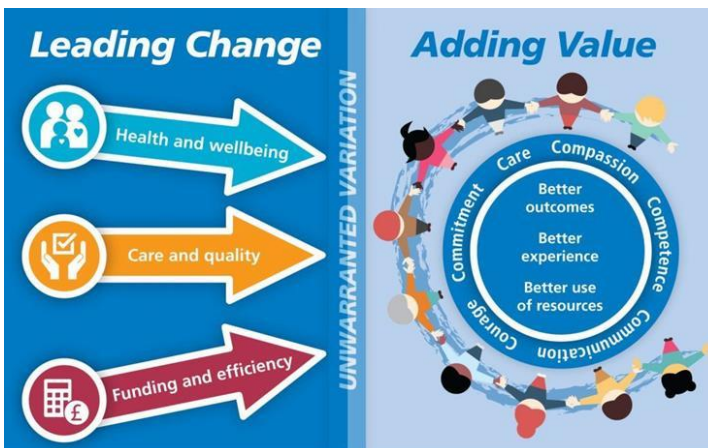 Leading Change
Health and wellbeing
Care and quality
£
Funding and efficiency
UNWARRANTED VARIATION
Adding Value
Care Compassion Competence Communication Courage Commitment
Better
outcomes
Better
experience
Better use
of resources